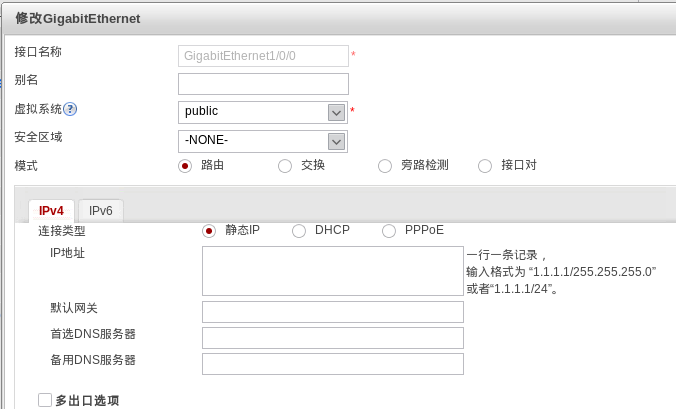 修改GigabitEthernet
接口名称 GigabitEthernet1/0/0 *
别名
虚拟系统 ? public *
安全区域 -NONE-
模式 路由 交换 旁路检测 接口对
IPv4 IPv6
连接类型 静态IP DHCP PPPoE
IP地址 一行一条记录，
输入格式为 “1.1.1.1/255.255.255.0”
或者“1.1.1.1/24”。
默认网关
首选DNS服务器
备用DNS服务器
多出口选项